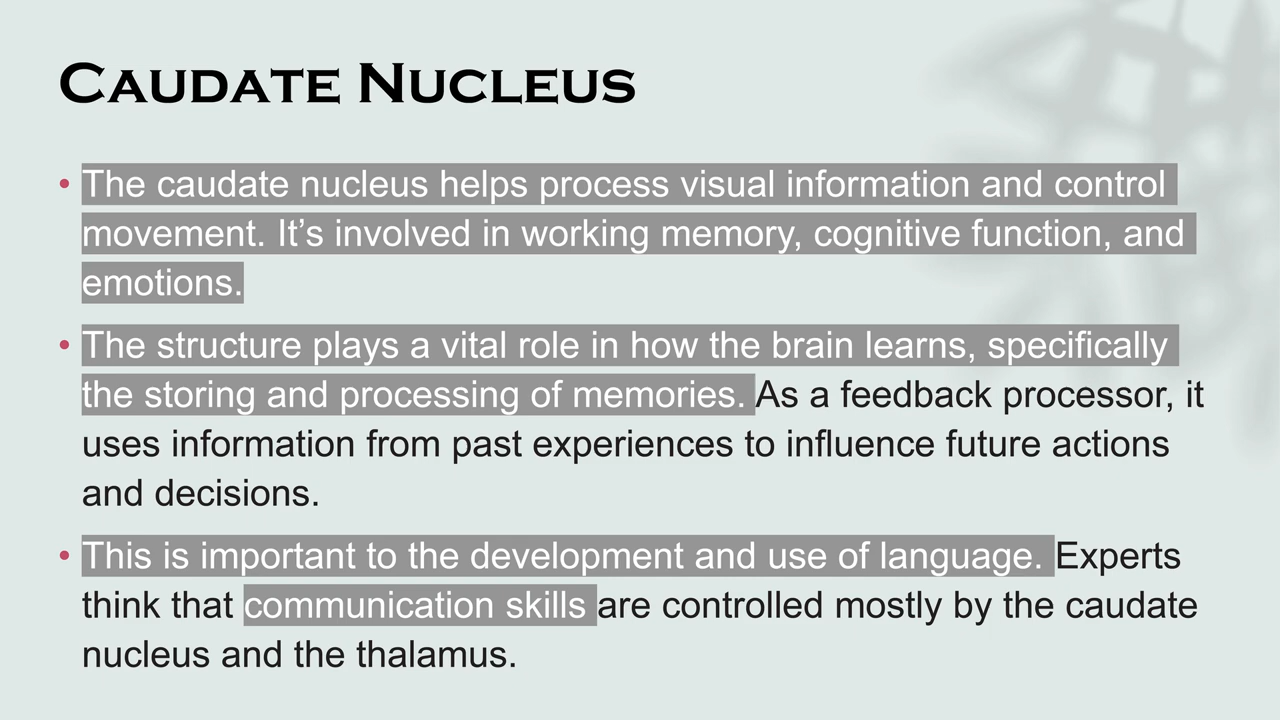 CAUDATE NUCLEUS
• The caudate nucleus helps process visual information and control
movement. It’s involved in working memory, cognitive function, and
emotions.
• The structure plays a vital role in how the brain learns, specifically
the storing and processing of memories. As a feedback processor, it
uses information from past experiences to influence future actions
and decisions.
• This is important to the development and use of language. Experts
think that communication skills are controlled mostly by the caudate
nucleus and the thalamus.